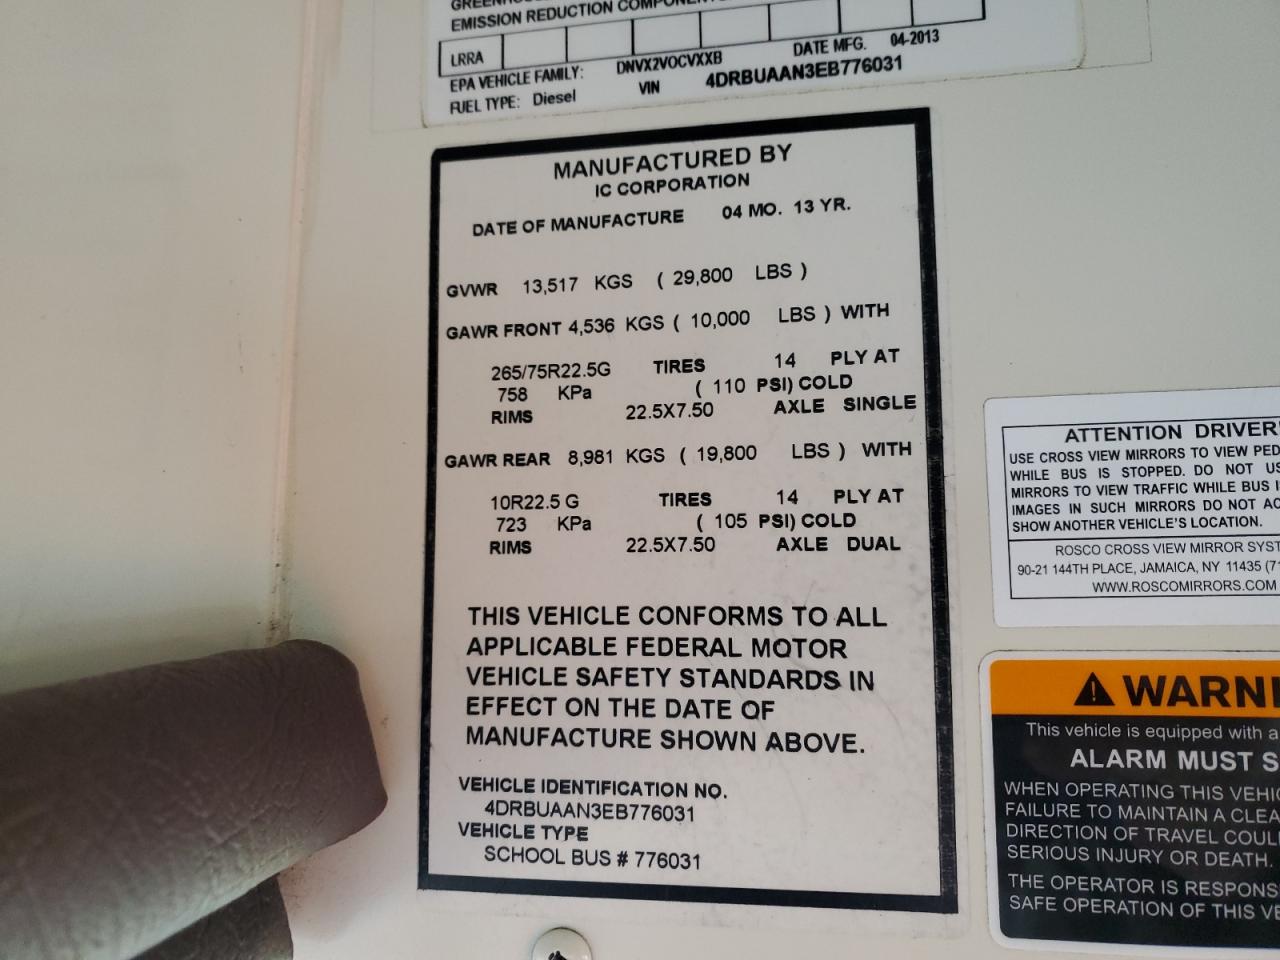 EMISSION REDUCTION
LRRA
EPA VEHICLE FAMILY: DNVX2VOCVXXB DATE MFG. 04-2013
FUEL TYPE: Diesel VIN 4DRBUAAN3EB776031
MANUFACTURED BY
IC CORPORATION
DATE OF MANUFACTURE 04 MO. 13 YR.
GVWR 13,517 KGS ( 29,800 LBS )
GAWR FRONT 4,536 KGS ( 10,000 LBS ) WITH
265/75R22.5G TIRES 14 PLY AT
758 KPa ( 110 PSI) COLD
RIMS 22.5X7.50 AXLE SINGLE
GAWR REAR 8,981 KGS ( 19,800 LBS ) WITH
10R22.5 G TIRES 14 PLY AT
723 KPa ( 105 PSI) COLD
RIMS 22.5X7.50 AXLE DUAL
THIS VEHICLE CONFORMS TO ALL
APPLICABLE FEDERAL MOTOR
VEHICLE SAFETY STANDARDS IN
EFFECT ON THE DATE OF
MANUFACTURE SHOWN ABOVE.
VEHICLE IDENTIFICATION NO.
4DRBUAAN3EB776031
VEHICLE TYPE
SCHOOL BUS # 776031
ATTENTION DRIVER
USE CROSS VIEW MIRRORS TO VIEW PED
WHILE BUS IS STOPPED. DO NOT US
MIRRORS TO VIEW TRAFFIC WHILE BUS I
IMAGES IN SUCH MIRRORS DO NOT AC
SHOW ANOTHER VEHICLE'S LOCATION.
ROSCO CROSS VIEW MIRROR SYST
90-21 144TH PLACE, JAMAICA, NY 11435 (71
WWW.ROSCOMIRRORS.COM
WARNI
This vehicle is equipped with a
ALARM MUST S
WHEN OPERATING THIS VEHIC
FAILURE TO MAINTAIN A CLEA
DIRECTION OF TRAVEL COUL
SERIOUS INJURY OR DEATH.
THE OPERATOR IS RESPONS
SAFE OPERATION OF THIS VE